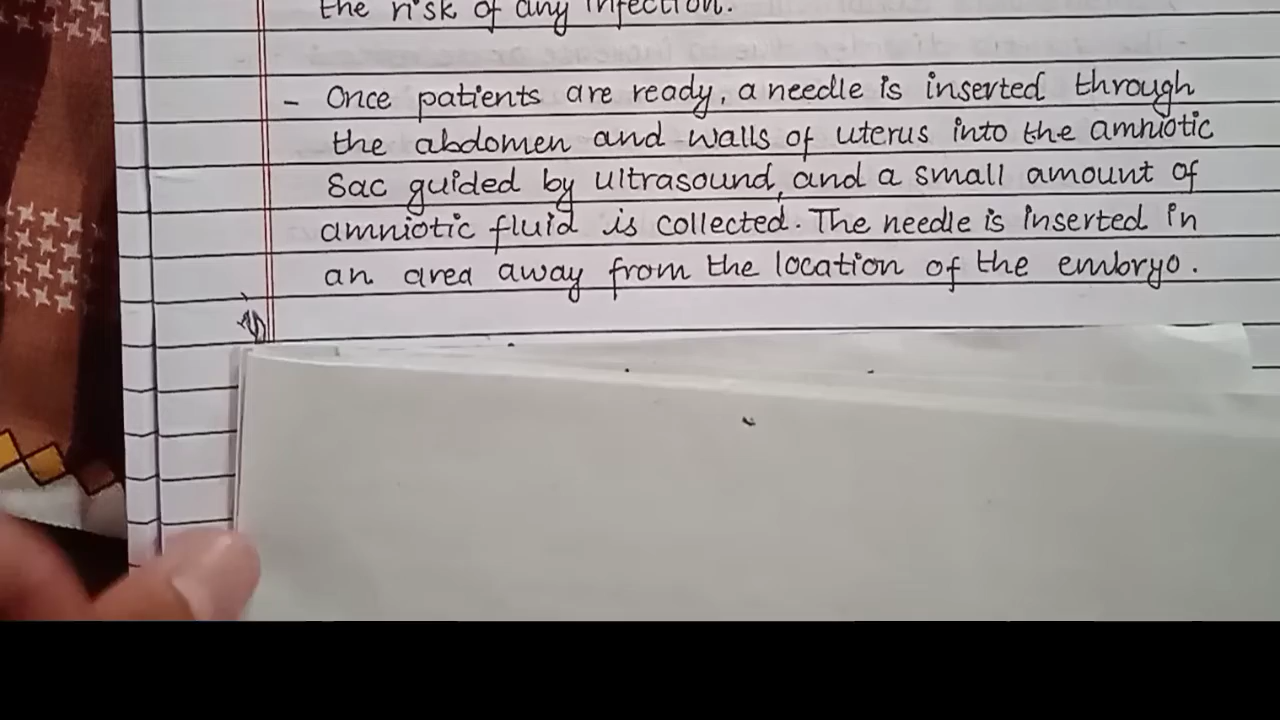 the risk of any infection.
- Once patients are ready, a needle is inserted through
the abdomen and walls of uterus into the amniotic
Sac guided by ultrasound, and a small amount of
amniotic fluid is collected. The needle is inserted in
an area away from the location of the embryo.